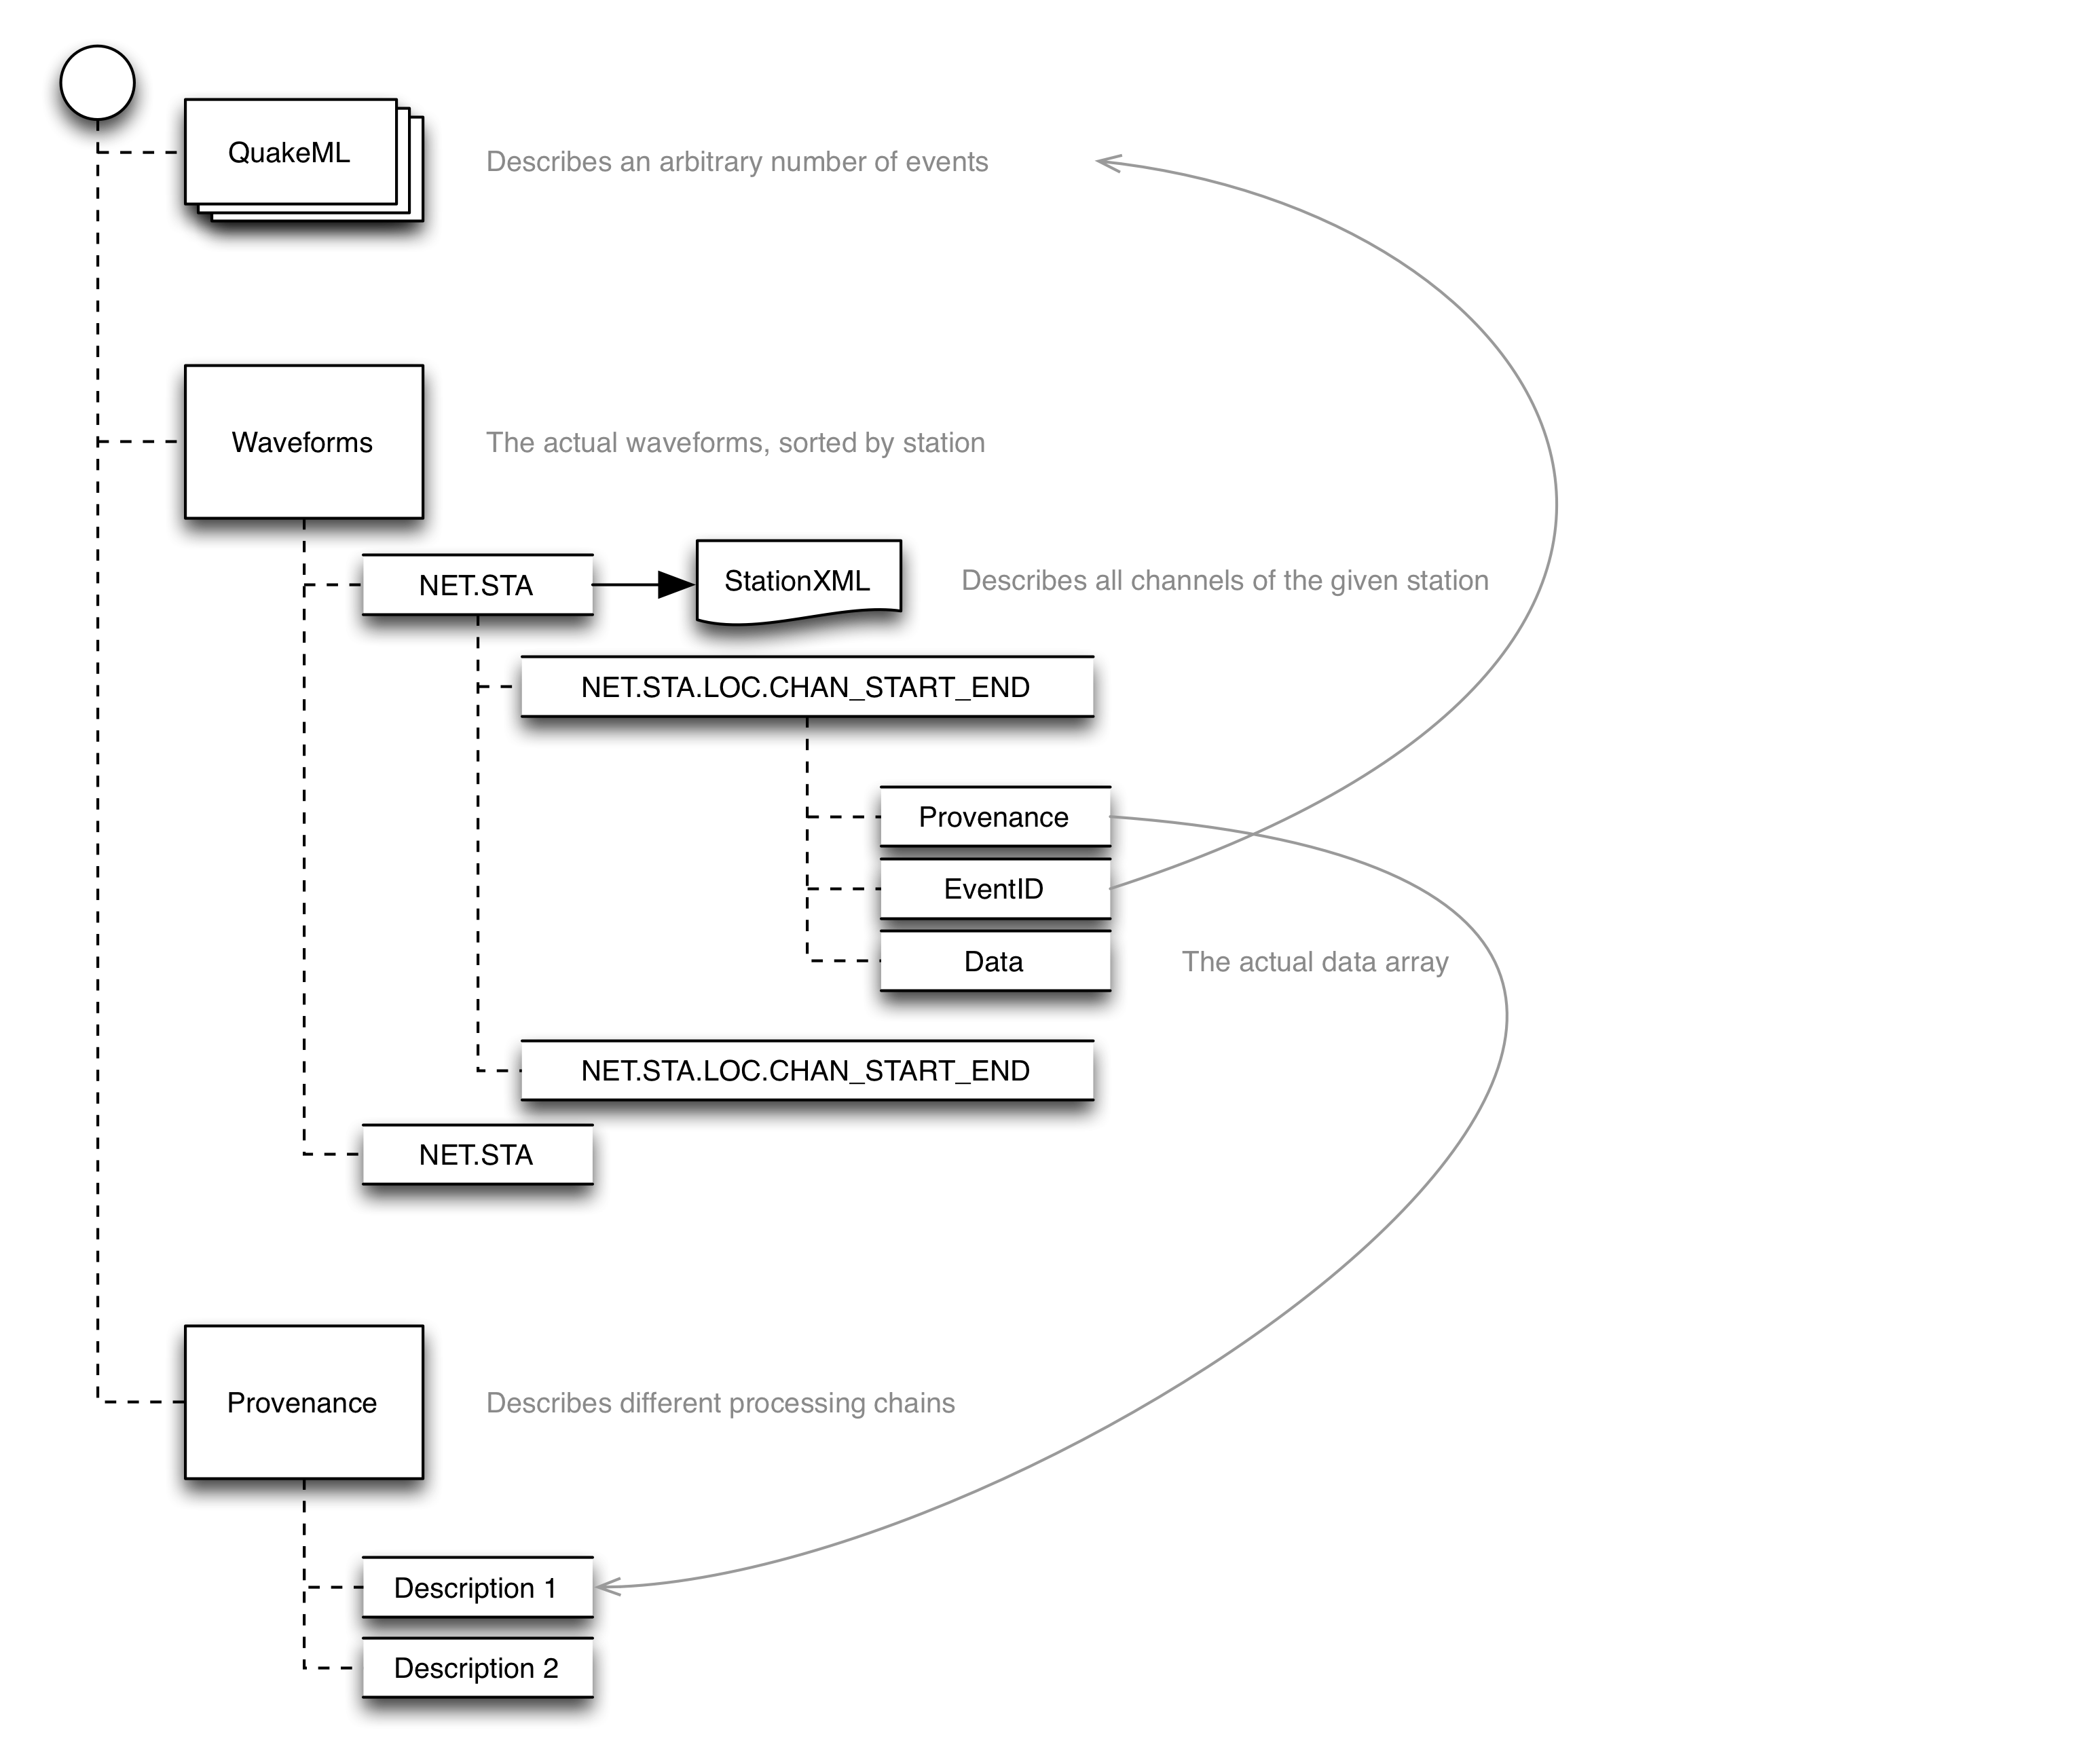 QuakeML
Describes an arbitrary number of events
Waveforms
The actual waveforms, sorted by station
NET.STA
StationXML
Describes all channels of the given station
NET.STA.LOC.CHAN_START_END
Provenance
EventID
Data
The actual data array
NET.STA.LOC.CHAN_START_END
NET.STA
Provenance
Describes different processing chains
Description 1
Description 2